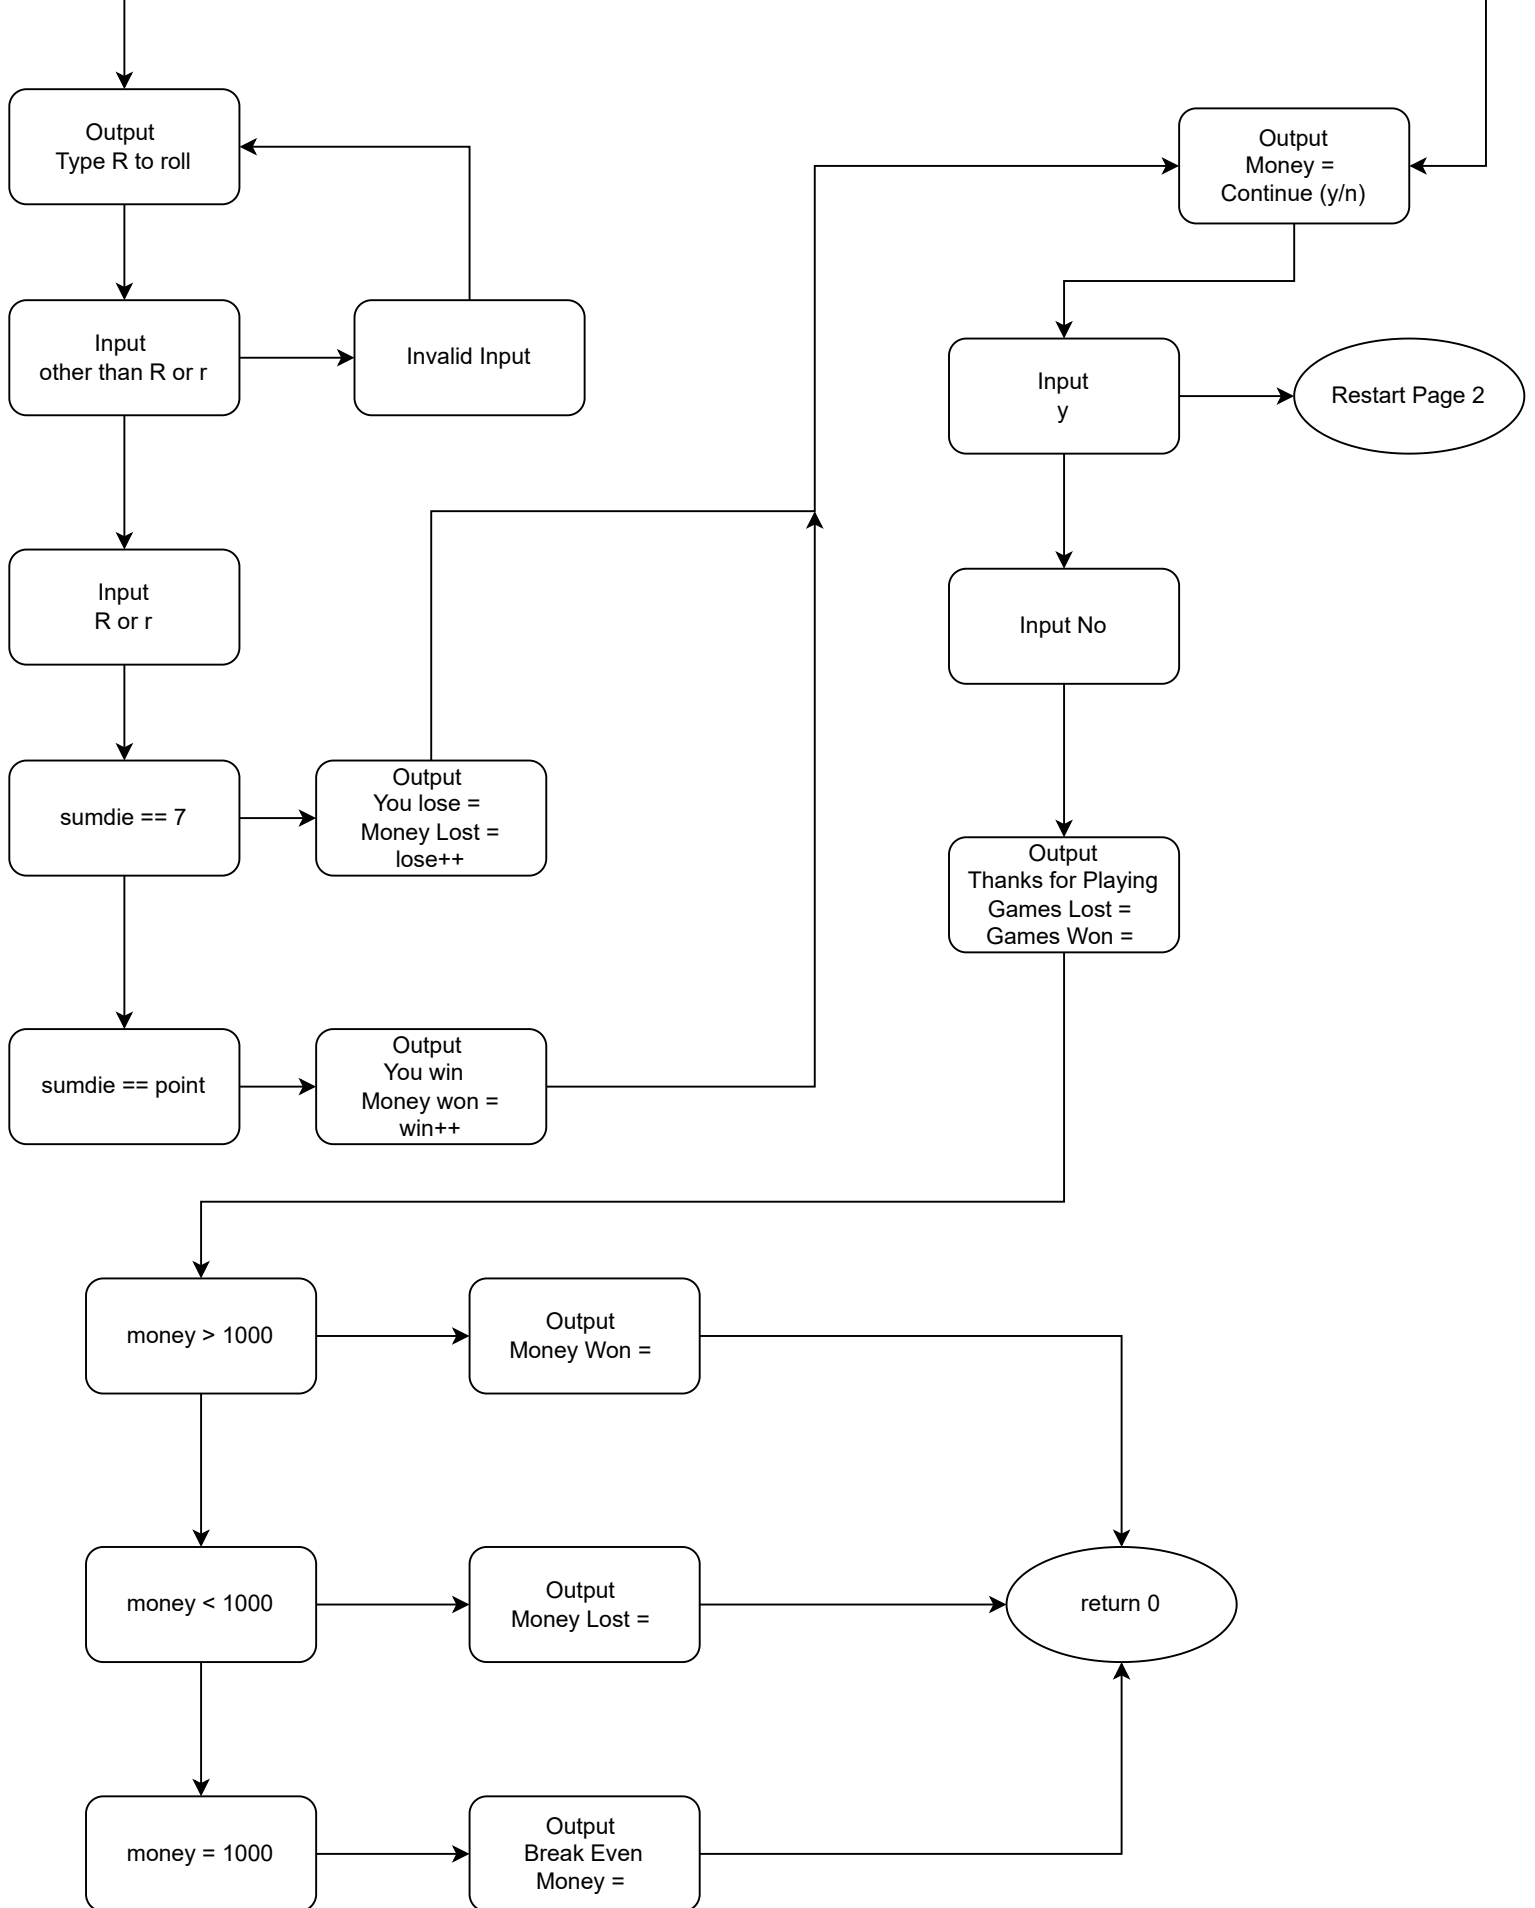 Output
Type R to roll
Output
Money =
Continue (y/n)
Input
other than R or r
Invalid Input
Input
y
Restart Page 2
Input
R or r
Input No
sumdie == 7
Output
You lose =
Money Lost =
lose++
Output
Thanks for Playing
Games Lost =
Games Won =
sumdie == point
Output
You win
Money won =
win++
money > 1000
Output
Money Won =
money < 1000
Output
Money Lost =
return 0
money = 1000
Output
Break Even
Money =